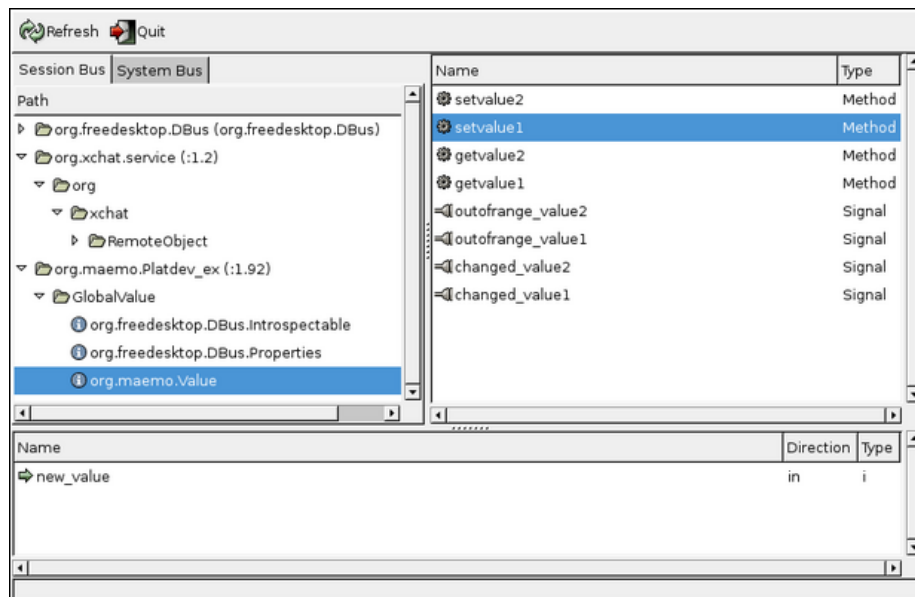 Refresh Quit
Session Bus System Bus
Path
org.freedesktop.DBus (org.freedesktop.DBus)
org.xchat.service (:1.2)
org
xchat
RemoteObject
org.maemo.Platdev_ex (:1.92)
GlobalValue
org.freedesktop.DBus.Introspectable
org.freedesktop.DBus.Properties
org.maemo.Value
Name Type
setvalue2 Method
setvalue1 Method
getvalue2 Method
getvalue1 Method
outofrange_value2 Signal
outofrange_value1 Signal
changed_value2 Signal
changed_value1 Signal
Name Direction Type
new_value in i